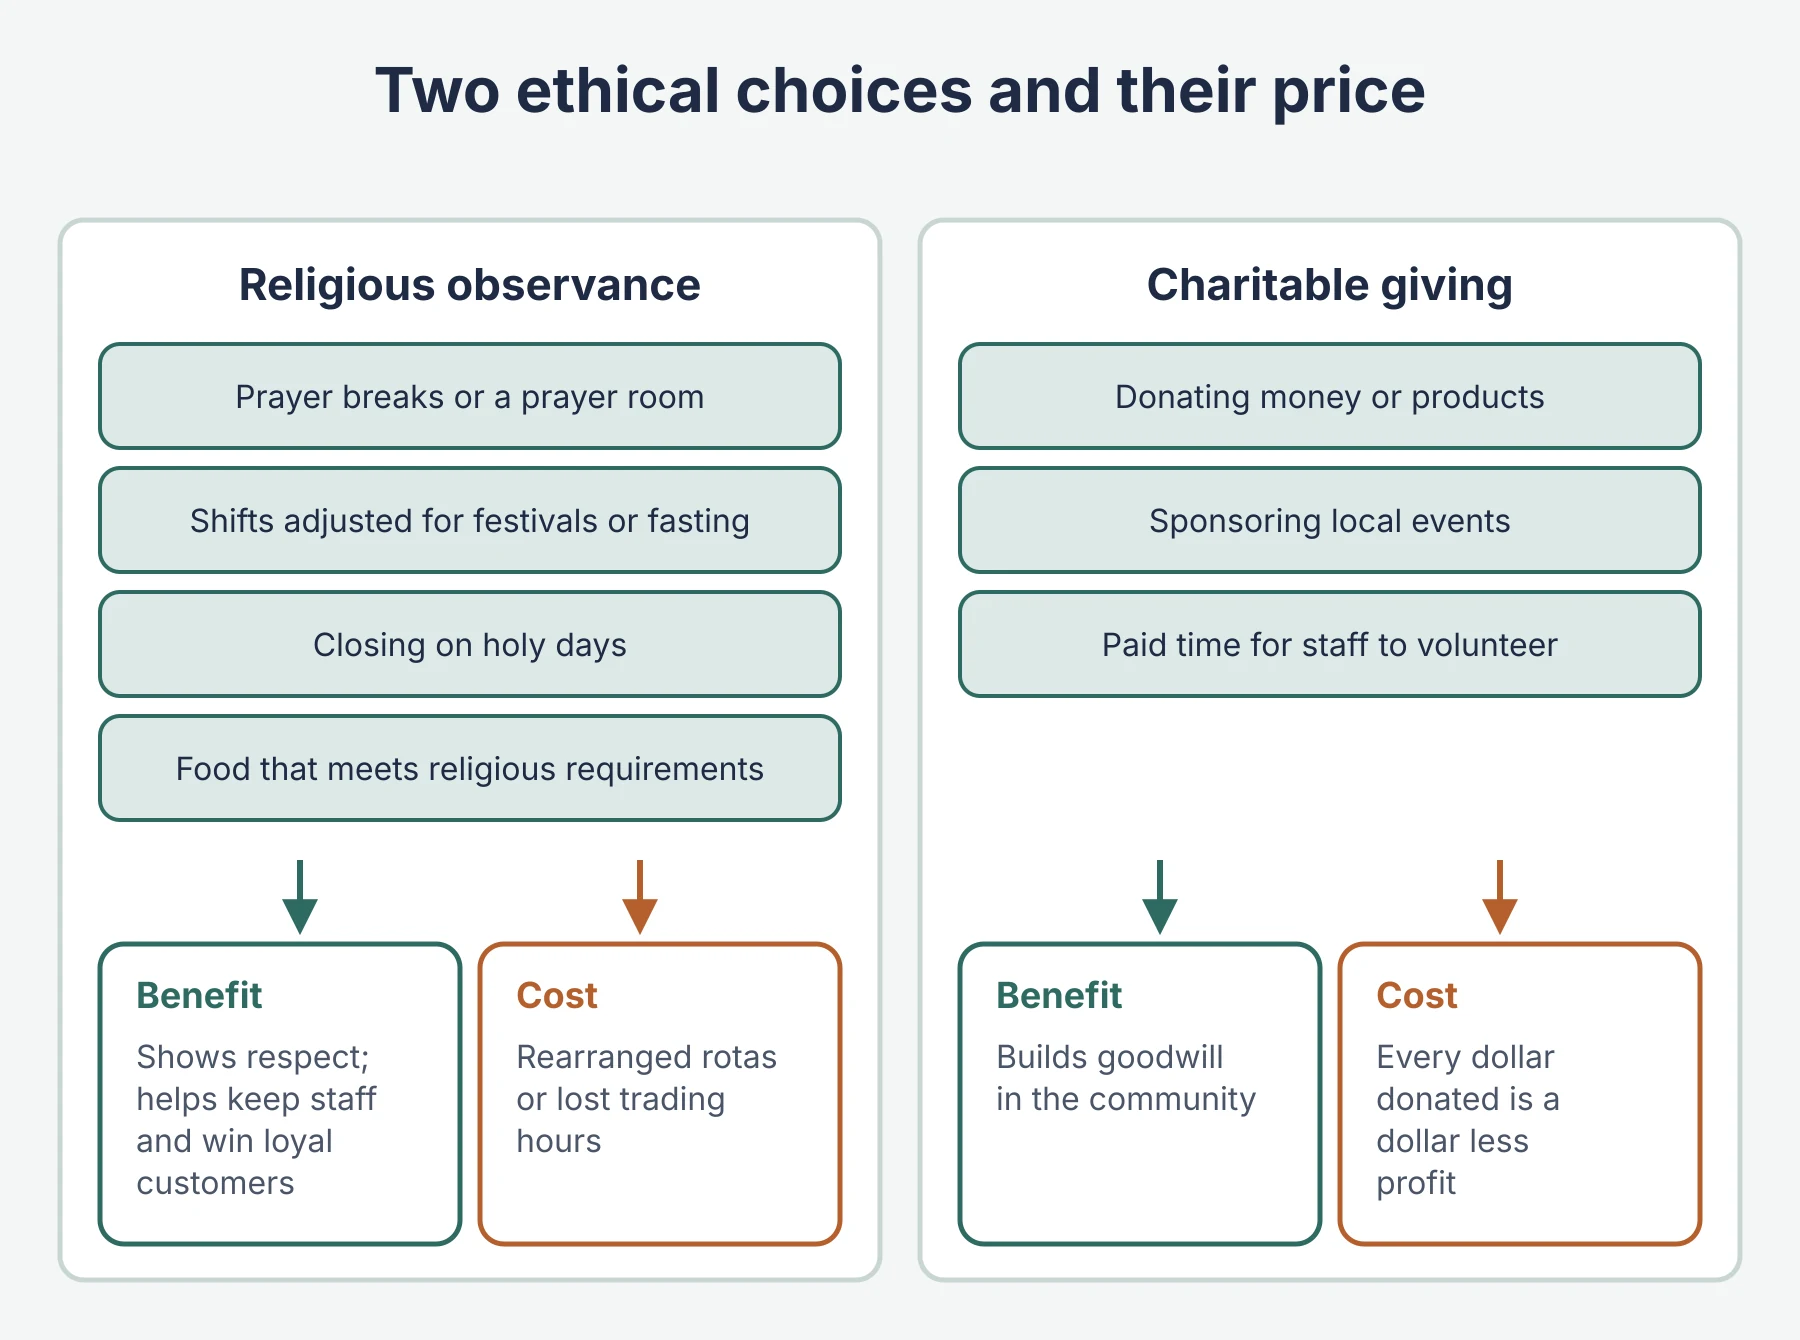 Two ethical choices and their price
Religious observance
Prayer breaks or a prayer room
Shifts adjusted for festivals or fasting
Closing on holy days
Food that meets religious requirements
Benefit
Shows respect;
helps keep staff
and win loyal
customers
Cost
Rearranged rotas
or lost trading
hours
Charitable giving
Donating money or products
Sponsoring local events
Paid time for staff to volunteer
Benefit
Builds goodwill
in the community
Cost
Every dollar
donated is a
dollar less
profit